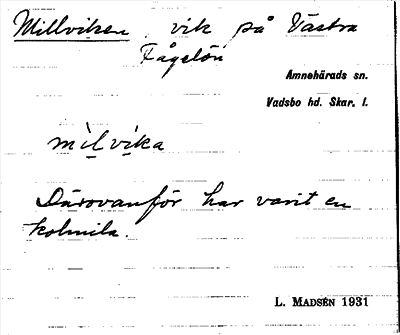 Millviken, vik på Västra
Fågelön
Amnehärads sn.
Vadsbo hd. Skar. l.
mi̠l̠vi̠ka
Därovanför har varit en
kolmila.
L. MADSÉN 1931